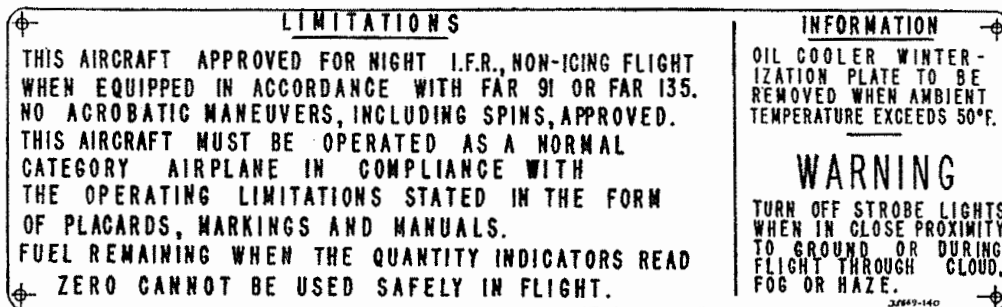 LIMITATIONS
THIS AIRCRAFT APPROVED FOR NIGHT I.F.R., NON-ICING FLIGHT
WHEN EQUIPPED IN ACCORDANCE WITH FAR 91 OR FAR 135.
NO ACROBATIC MANEUVERS, INCLUDING SPINS, APPROVED.
THIS AIRCRAFT MUST BE OPERATED AS A NORMAL
CATEGORY AIRPLANE IN COMPLIANCE WITH
THE OPERATING LIMITATIONS STATED IN THE FORM
OF PLACARDS, MARKINGS AND MANUALS.
FUEL REMAINING WHEN THE QUANTITY INDICATORS READ
ZERO CANNOT BE USED SAFELY IN FLIGHT.
INFORMATION
OIL COOLER WINTER-
IZATION PLATE TO BE
REMOVED WHEN AMBIENT
TEMPERATURE EXCEEDS 50°F.
WARNING
TURN OFF STROBE LIGHTS
WHEN IN CLOSE PROXIMITY
TO GROUND OR DURING
FLIGHT THROUGH CLOUD,
FOG OR HAZE.